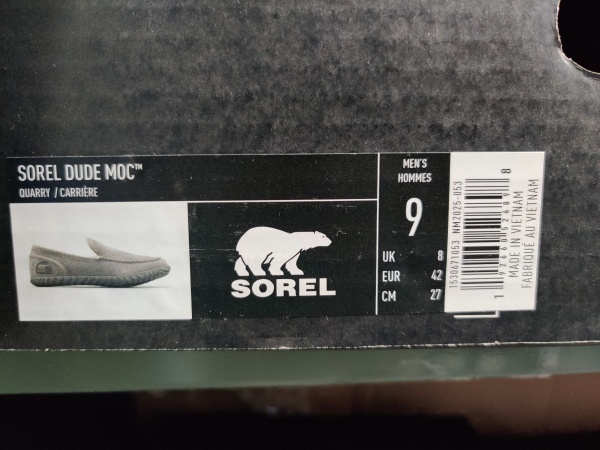 SOREL DUDE MOC™
QUARRY / CARRIÈRE
SOREL
MEN'S
HOMMES
9
UK 8
EUR 42
CM 27
1530671053 NM2025-053
MADE IN VIETNAM
FABRIQUÉ AU VIETNAM